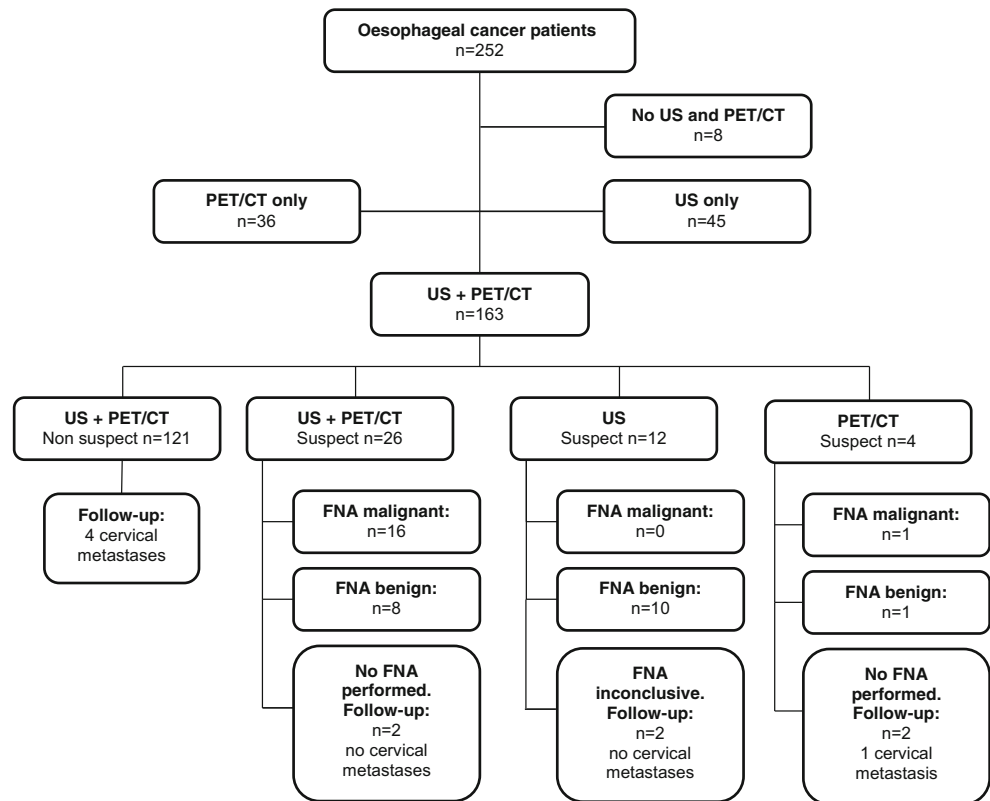 Oesophageal cancer patients
n=252
No US and PET/CT
n=8
PET/CT only
n=36
US only
n=45
US + PET/CT
n=163
US + PET/CT
Non suspect n=121
US + PET/CT
Suspect n=26
US
Suspect n=12
PET/CT
Suspect n=4
Follow-up:
4 cervical
metastases
FNA malignant:
n=16
FNA benign:
n=8
No FNA
performed.
Follow-up:
n=2
no cervical
metastases
FNA malignant:
n=0
FNA benign:
n=10
FNA
inconclusive.
Follow-up:
n=2
no cervical
metastases
FNA malignant:
n=1
FNA benign:
n=1
No FNA
performed.
Follow-up:
n=2
1 cervical
metastasis